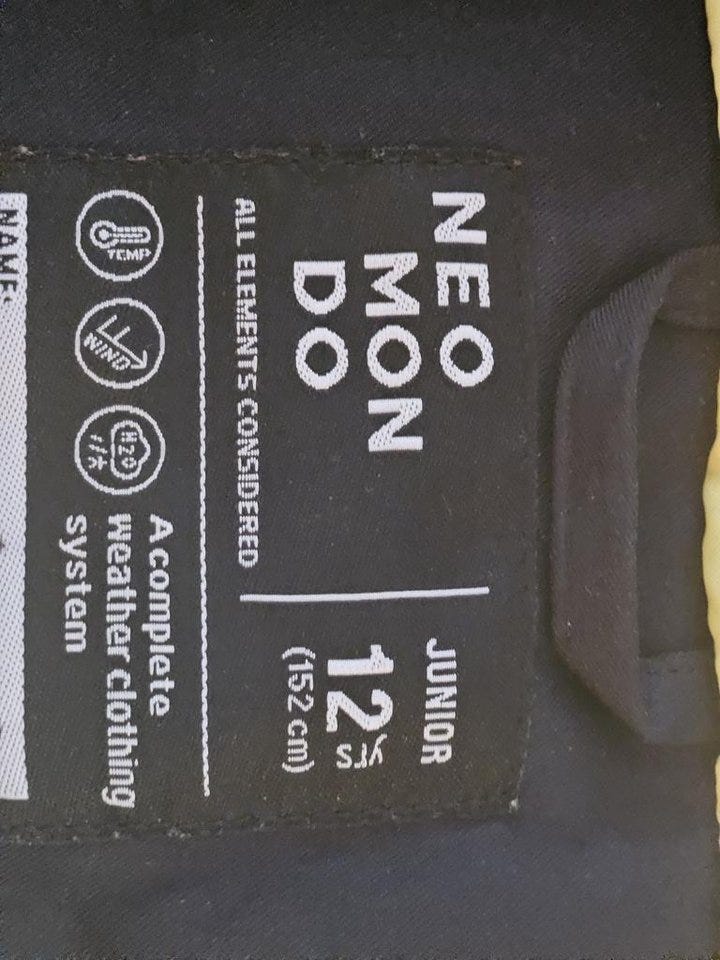 NEO
MON
DO
ALL ELEMENTS CONSIDERED
JUNIOR
12 yrs
(152 cm)
TEMP
WIND
H2O
A complete
weather clothing
system
NAME: